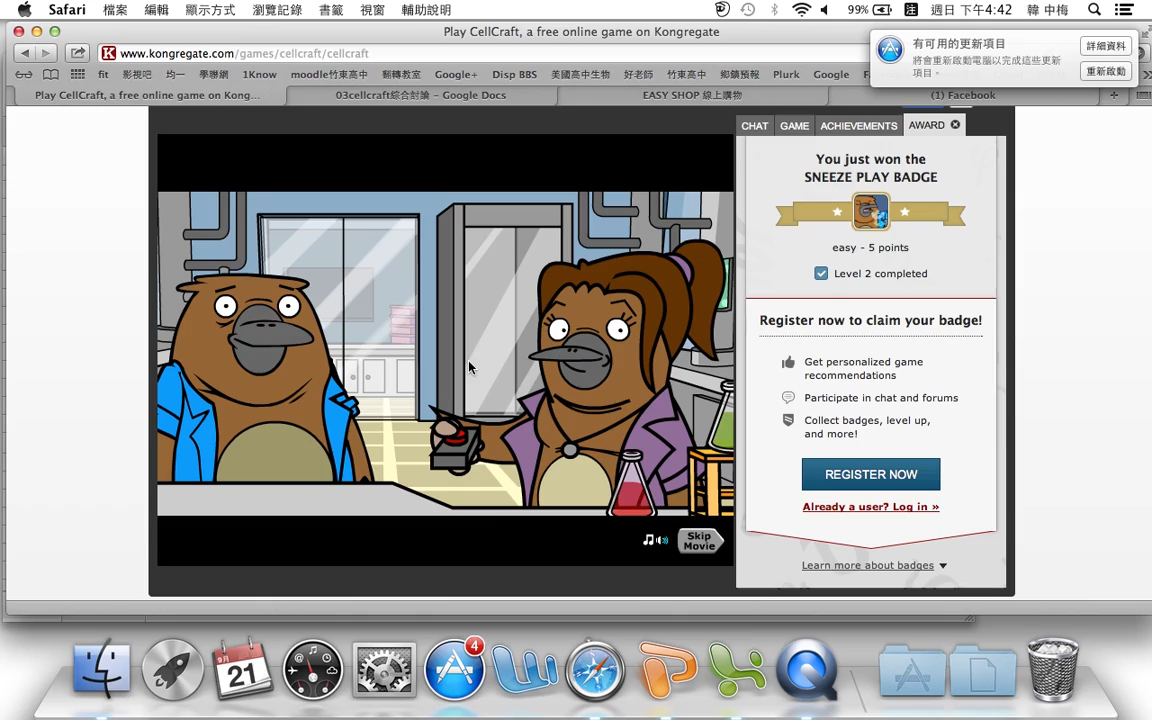 Safari 檔案 編輯 顯示方式 瀏覽記錄 書籤 視窗 輔助說明 99% 注 週日 下午4:42 韓 中梅
Play CellCraft, a free online game on Kongregate
www.kongregate.com/games/cellcraft/cellcraft
有可用的更新項目
將會重新啟動電腦以完成這些更新
項目。
詳細資料
重新啟動
fit 影視吧 均一 學聯網 1Know moodle竹東高中 翻轉教室 Google+ Disp BBS 美國高中生物 好老師 竹東高中 鄉鎮預報 Plurk Google
Play CellCraft, a free online game on Kong... 03cellcraft綜合討論 - Google Docs EASY SHOP 線上購物 (1) Facebook
CHAT GAME ACHIEVEMENTS AWARD
You just won the
SNEEZE PLAY BADGE
easy - 5 points
Level 2 completed
Register now to claim your badge!
Get personalized game
recommendations
Participate in chat and forums
Collect badges, level up,
and more!
REGISTER NOW
Already a user? Log in »
Learn more about badges
Skip
Movie
9月
21
4